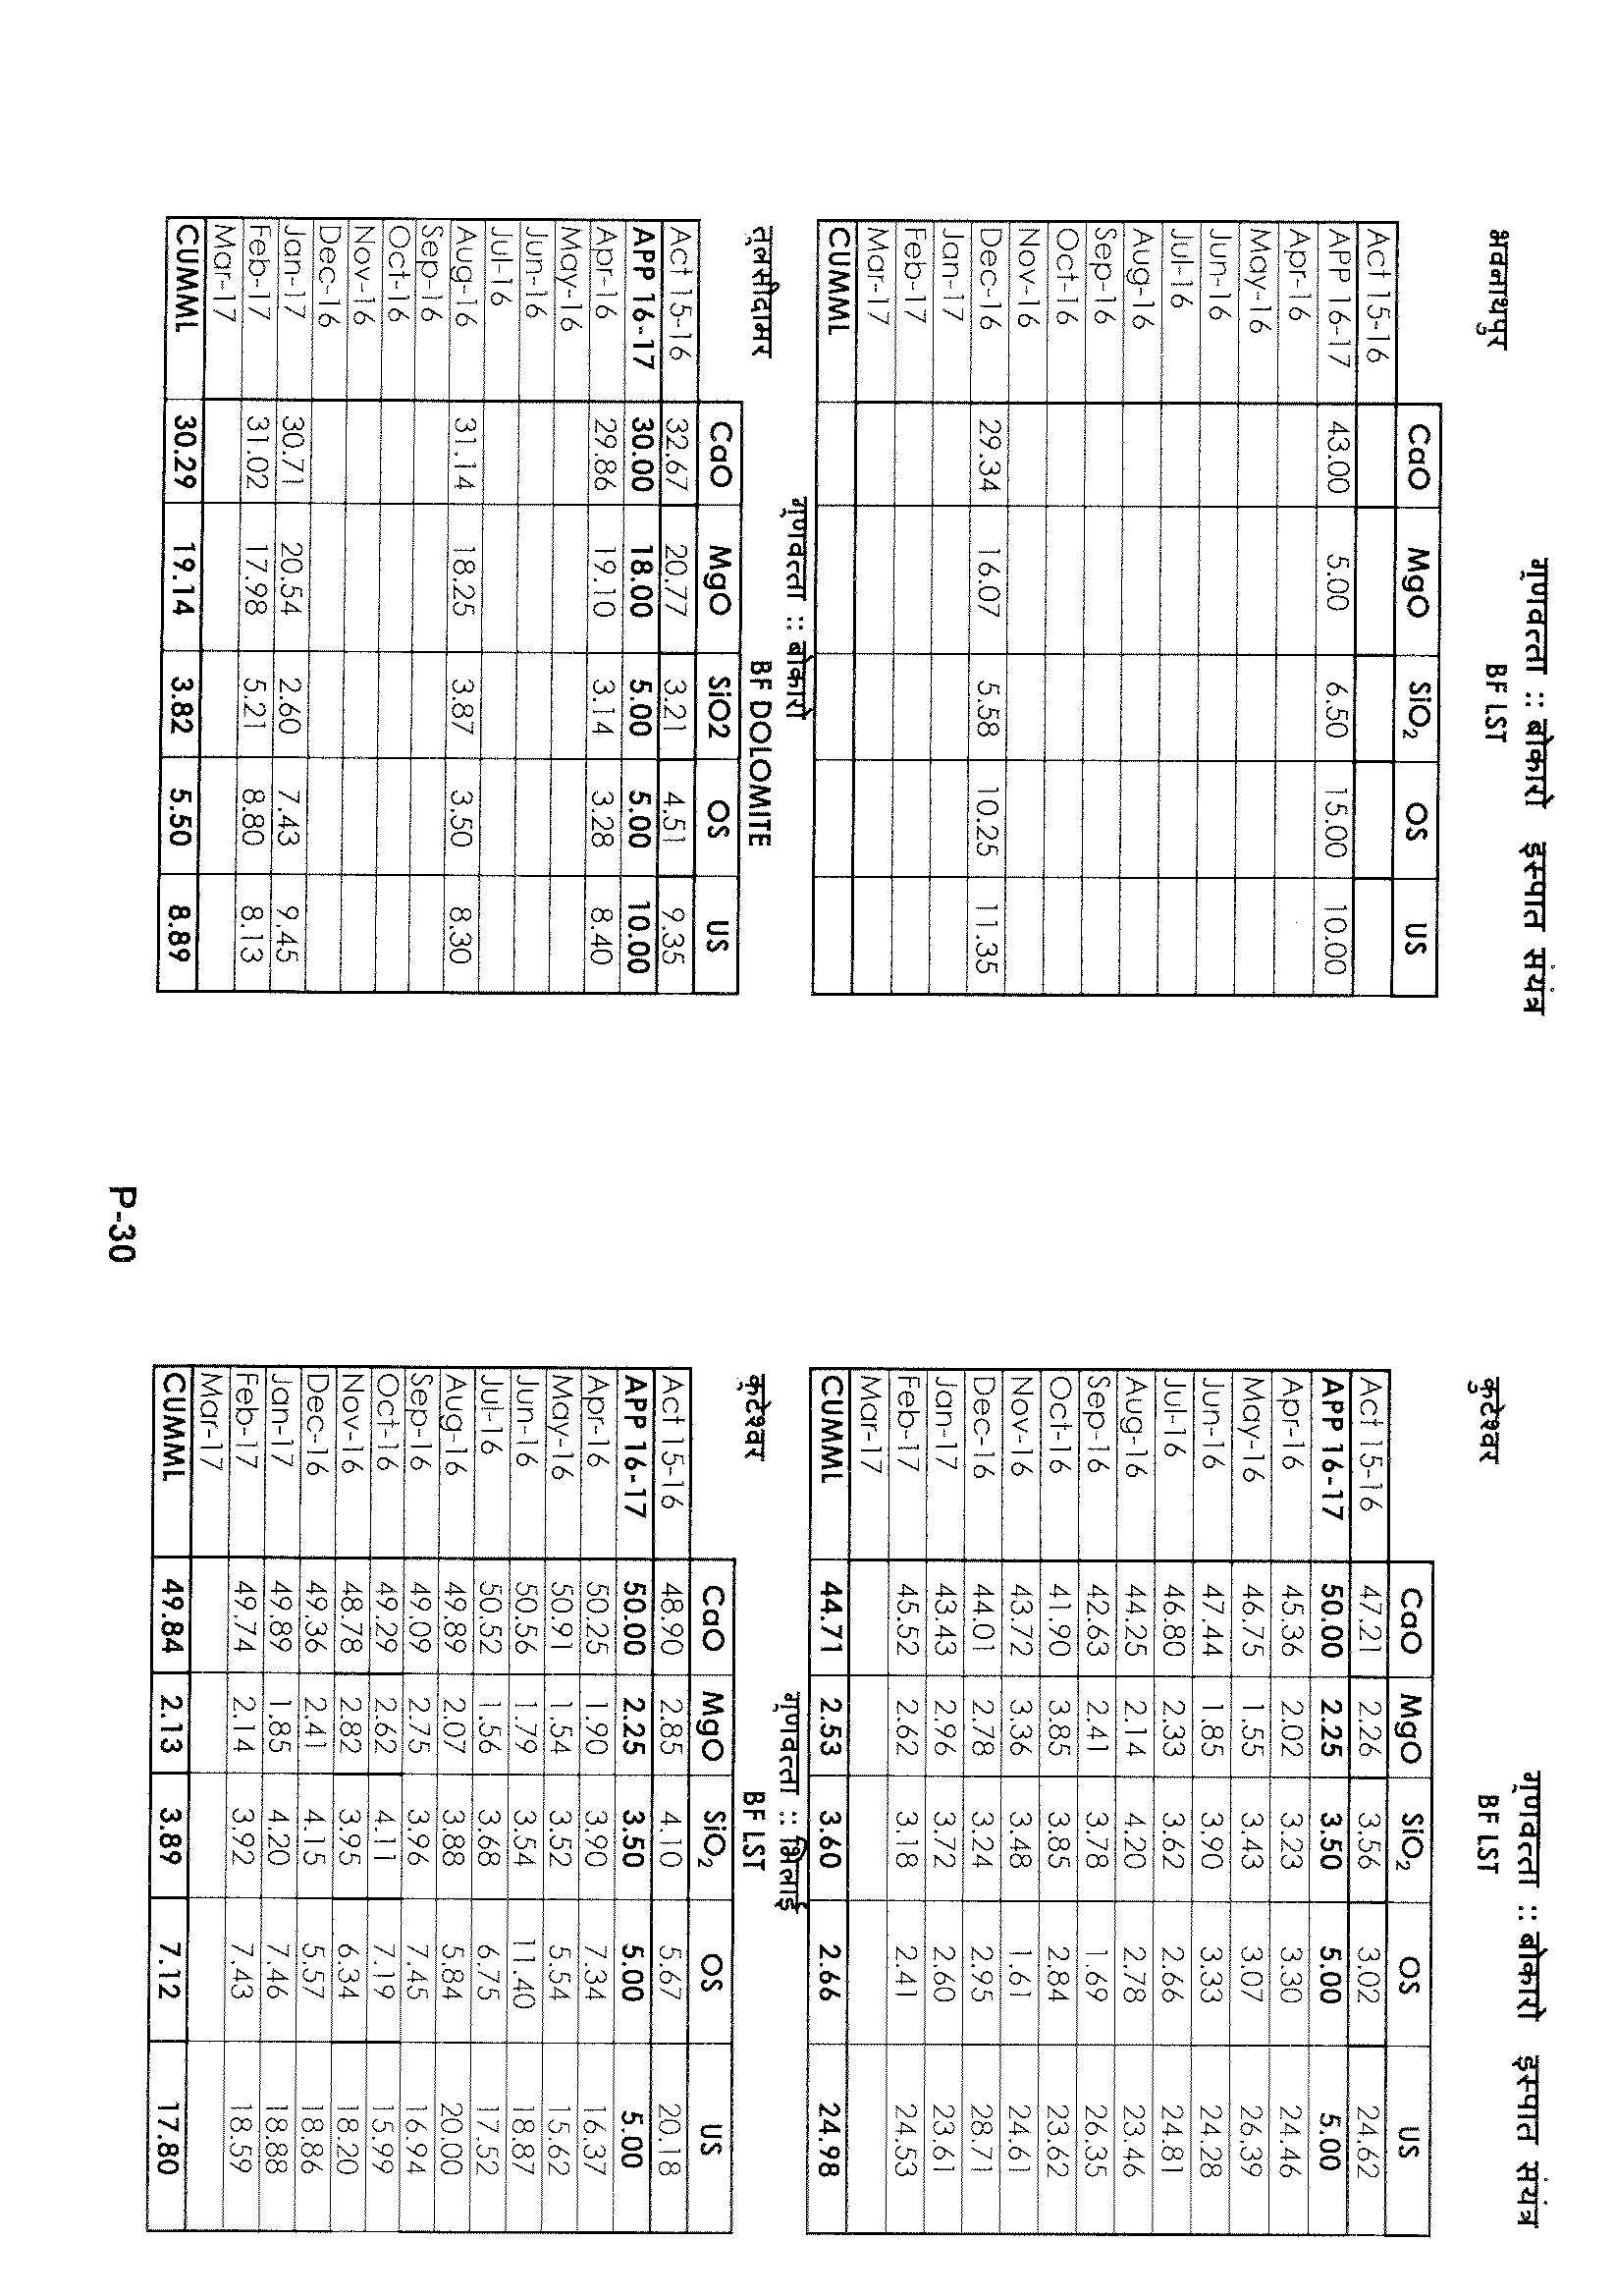 गुणवत्ता :: बोकारो इस्पात संयंत्र
भवनाथपुर BF LST
CaO MgO SiO₂ OS US
Act 15-16
APP 16-17 43.00 5.00 6.50 15.00 10.00
Apr-16
May-16
Jun-16
Jul-16
Aug-16
Sep-16
Oct-16
Nov-16
Dec-16 29.34 16.07 5.58 10.25 11.35
Jan-17
Feb-17
Mar-17
CUMML
गुणवत्त :: बोकारो
तुलसीदामर BF DOLOMITE
CaO MgO SiO2 OS US
Act 15-16 32.67 20.77 3.21 4.51 9.35
APP 16-17 30.00 18.00 5.00 5.00 10.00
Apr-16 29.86 19.10 3.14 3.28 8.40
May-16
Jun-16
Jul-16
Aug-16 31.14 18.25 3.87 3.50 8.30
Sep-16
Oct-16
Nov-16
Dec-16
Jan-17 30.71 20.54 2.60 7.43 9.45
Feb-17 31.02 17.98 5.21 8.80 8.13
Mar-17
CUMML 30.29 19.14 3.82 5.50 8.89
गुणवत्त्ता :: बोकारो इस्पात संयंत्र
कुटेश्वर BF LST
CaO MgO SiO₂ OS US
Act 15-16 47.21 2.26 3.56 3.02 24.62
APP 16-17 50.00 2.25 3.50 5.00 5.00
Apr-16 45.36 2.02 3.23 3.30 24.46
May-16 46.75 1.55 3.43 3.07 26.39
Jun-16 47.44 1.85 3.90 3.33 24.28
Jul-16 46.80 2.33 3.62 2.66 24.81
Aug-16 44.25 2.14 4.20 2.78 23.46
Sep-16 42.63 2.41 3.78 1.69 26.35
Oct-16 41.90 3.85 3.85 2.84 23.62
Nov-16 43.72 3.36 3.48 1.61 24.61
Dec-16 44.01 2.78 3.24 2.95 28.71
Jan-17 43.43 2.96 3.72 2.60 23.61
Feb-17 45.52 2.62 3.18 2.41 24.53
Mar-17
CUMML 44.71 2.53 3.60 2.66 24.98
गुणवत्त्ता :: भिलाई
कुटेश्वर BF LST
CaO MgO SiO₂ OS US
Act 15-16 48.90 2.85 4.10 5.67 20.18
APP 16-17 50.00 2.25 3.50 5.00 5.00
Apr-16 50.25 1.90 3.90 7.34 16.37
May-16 50.91 1.54 3.52 5.54 15.62
Jun-16 50.56 1.79 3.54 11.40 18.87
Jul-16 50.52 1.56 3.68 6.75 17.52
Aug-16 49.89 2.07 3.88 5.84 20.00
Sep-16 49.09 2.75 3.96 7.45 16.94
Oct-16 49.29 2.62 4.11 7.19 15.99
Nov-16 48.78 2.82 3.95 6.34 18.20
Dec-16 49.36 2.41 4.15 5.57 18.86
Jan-17 49.89 1.85 4.20 7.46 18.88
Feb-17 49.74 2.14 3.92 7.43 18.59
Mar-17
CUMML 49.84 2.13 3.89 7.12 17.80
P-30